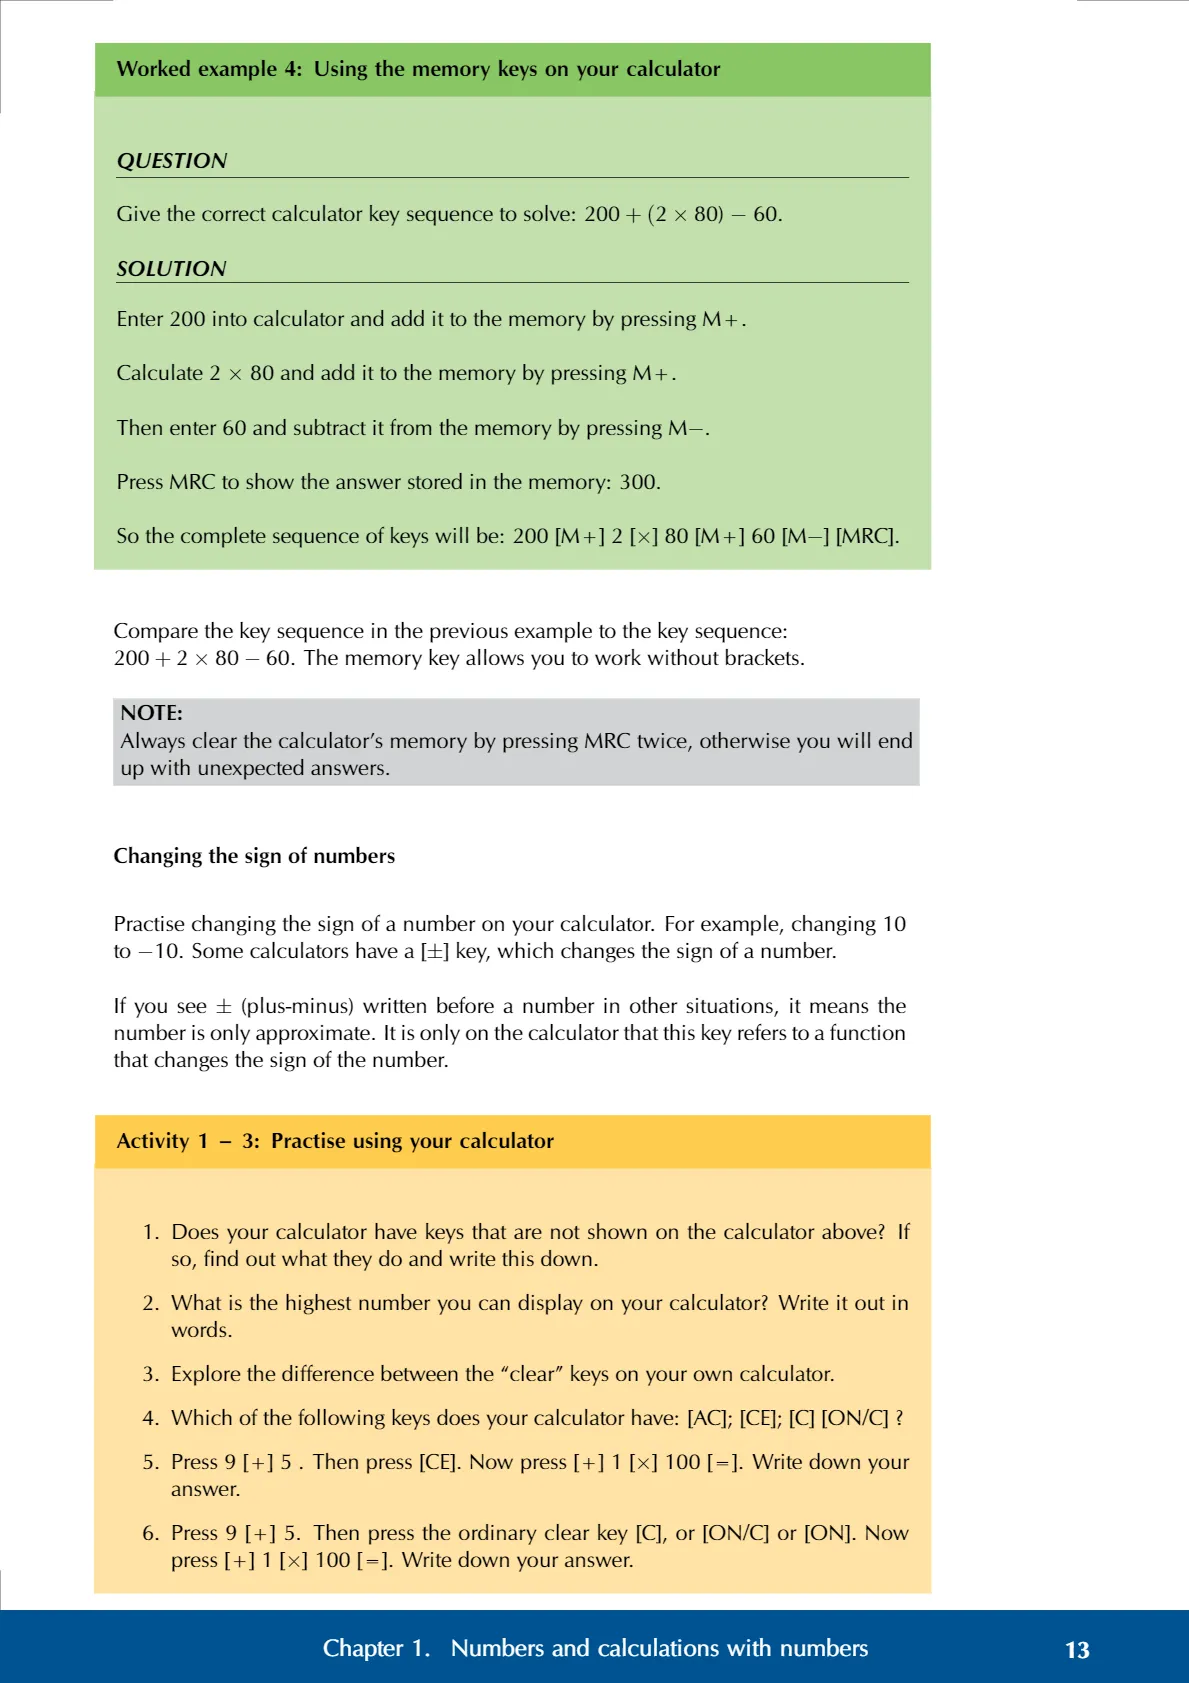 Worked example 4: Using the memory keys on your calculator
QUESTION
Give the correct calculator key sequence to solve: 200 + (2 × 80) − 60.
SOLUTION
Enter 200 into calculator and add it to the memory by pressing M+.
Calculate 2 × 80 and add it to the memory by pressing M+.
Then enter 60 and subtract it from the memory by pressing M−.
Press MRC to show the answer stored in the memory: 300.
So the complete sequence of keys will be: 200 [M+] 2 [×] 80 [M+] 60 [M−] [MRC].
Compare the key sequence in the previous example to the key sequence:
200 + 2 × 80 − 60. The memory key allows you to work without brackets.
NOTE:
Always clear the calculator’s memory by pressing MRC twice, otherwise you will end
up with unexpected answers.
Changing the sign of numbers
Practise changing the sign of a number on your calculator. For example, changing 10
to −10. Some calculators have a [±] key, which changes the sign of a number.
If you see ± (plus-minus) written before a number in other situations, it means the
number is only approximate. It is only on the calculator that this key refers to a function
that changes the sign of the number.
Activity 1 – 3: Practise using your calculator
1. Does your calculator have keys that are not shown on the calculator above? If
so, find out what they do and write this down.
2. What is the highest number you can display on your calculator? Write it out in
words.
3. Explore the difference between the “clear” keys on your own calculator.
4. Which of the following keys does your calculator have: [AC]; [CE]; [C] [ON/C] ?
5. Press 9 [+] 5 . Then press [CE]. Now press [+] 1 [×] 100 [=]. Write down your
answer.
6. Press 9 [+] 5. Then press the ordinary clear key [C], or [ON/C] or [ON]. Now
press [+] 1 [×] 100 [=]. Write down your answer.
Chapter 1. Numbers and calculations with numbers 13